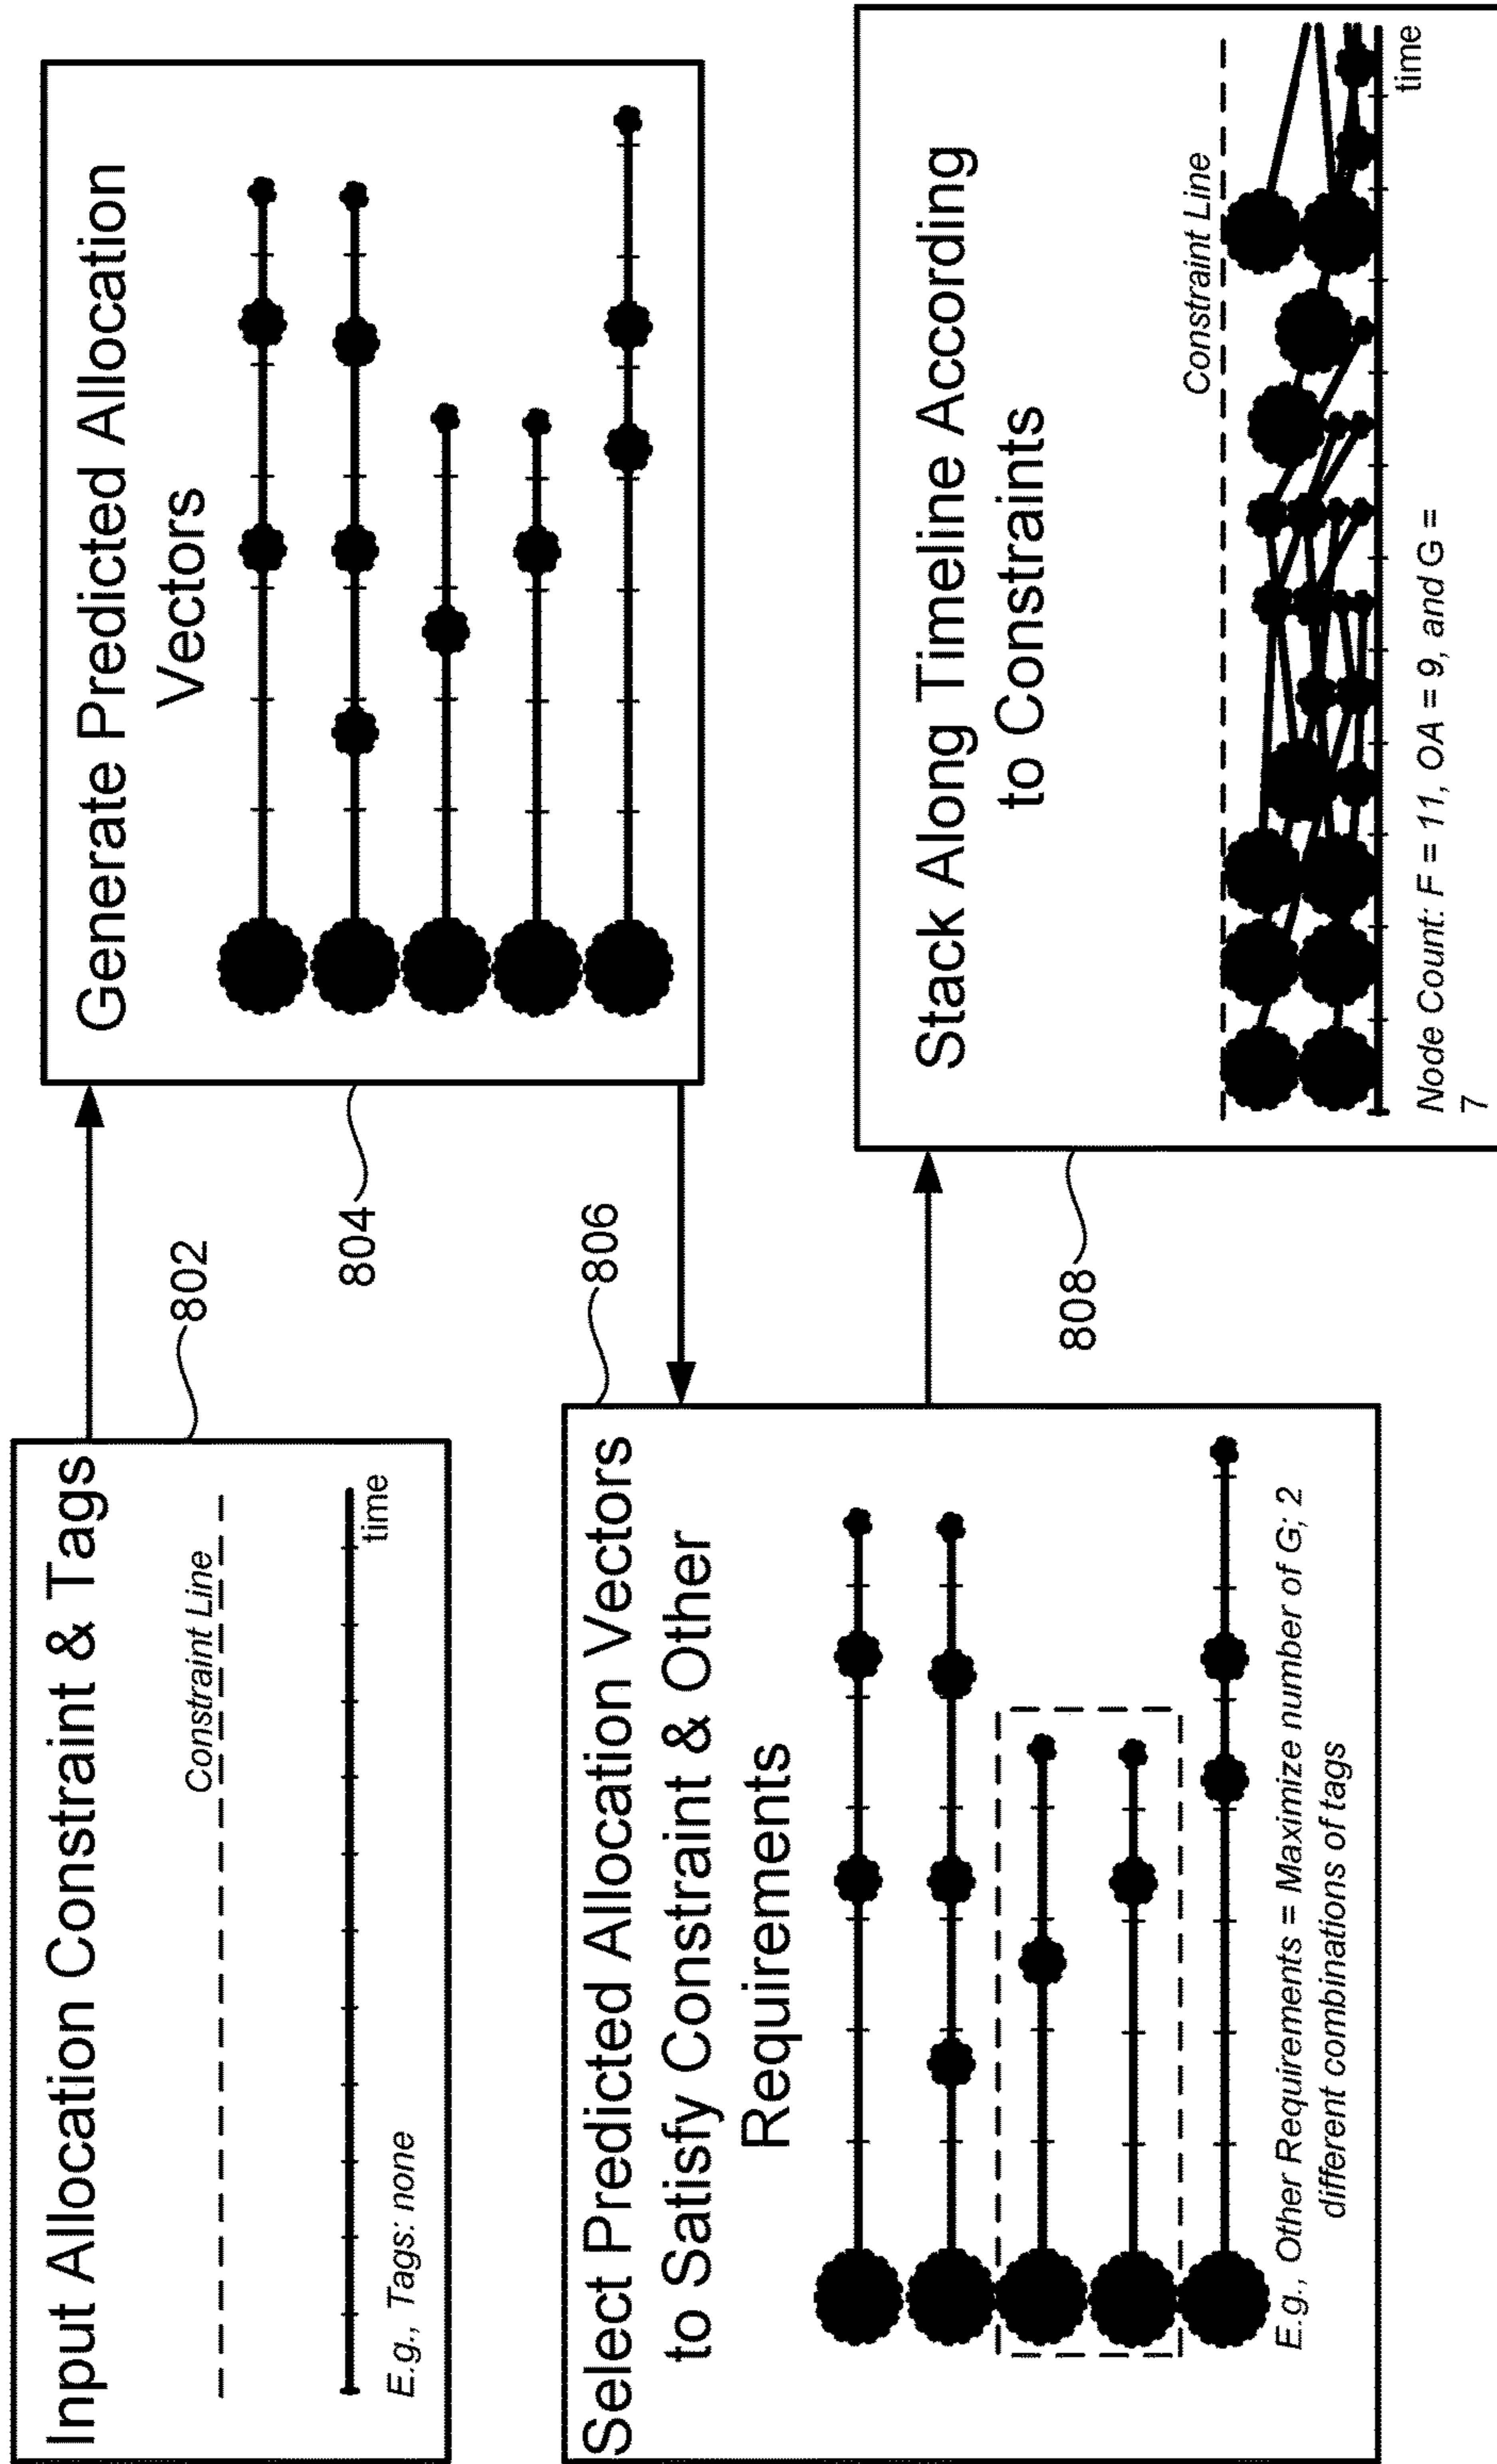 Input Allocation Constraint & Tags
Constraint Line
time
E.g., Tags: none
802
Generate Predicted Allocation
Vectors
804
Select Predicted Allocation Vectors
to Satisfy Constraint & Other
Requirements
E.g., Other Requirements = Maximize number of G; 2
different combinations of tags
806
Stack Along Timeline According
to Constraints
Constraint Line
time
Node Count: F = 11, OA = 9, and G =
7
808